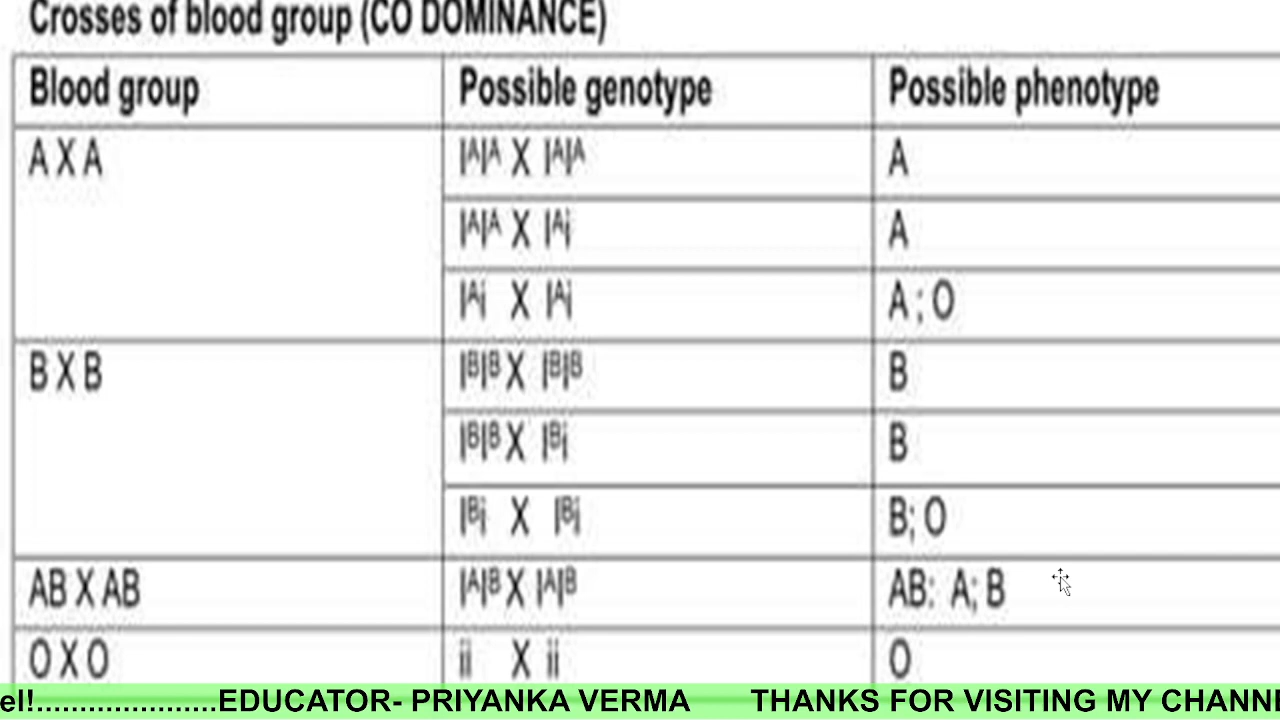 Crosses of blood group (CO DOMINANCE)
Blood group Possible genotype Possible phenotype
A X A IAIA X IAIA A
IAIA X IAi A
IAi X IAi A ; O
B X B IBIB X IBIB B
IBIB X IBi B
IBi X IBi B; O
AB X AB IAIB X IAIB AB: A; B
O X O ii X ii O
el!.....................EDUCATOR- PRIYANKA VERMA THANKS FOR VISITING MY CHANN